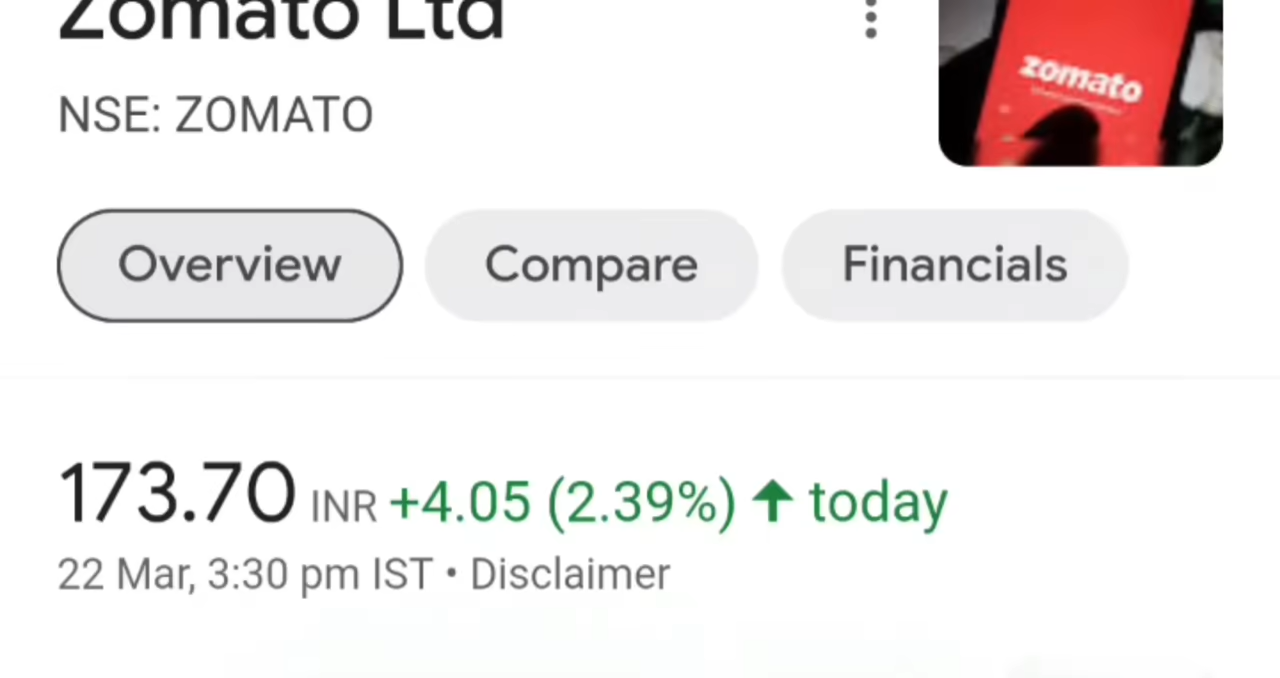 Zomato Ltd
zomato
NSE: ZOMATO
Overview Compare Financials
173.70 INR +4.05 (2.39%) ↑ today
22 Mar, 3:30 pm IST • Disclaimer